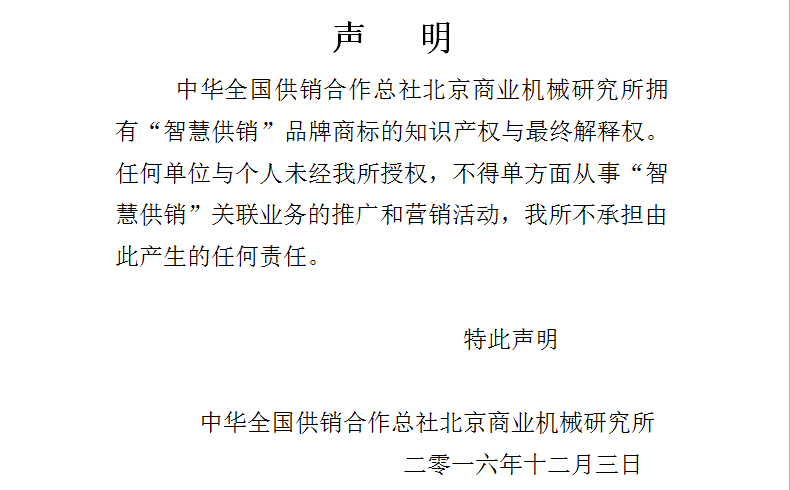 声 明
中华全国供销合作总社北京商业机械研究所拥
有“智慧供销”品牌商标的知识产权与最终解释权。
任何单位与个人未经我所授权，不得单方面从事“智
慧供销”关联业务的推广和营销活动，我所不承担由
此产生的任何责任。
特此声明
中华全国供销合作总社北京商业机械研究所
二零一六年十二月三日